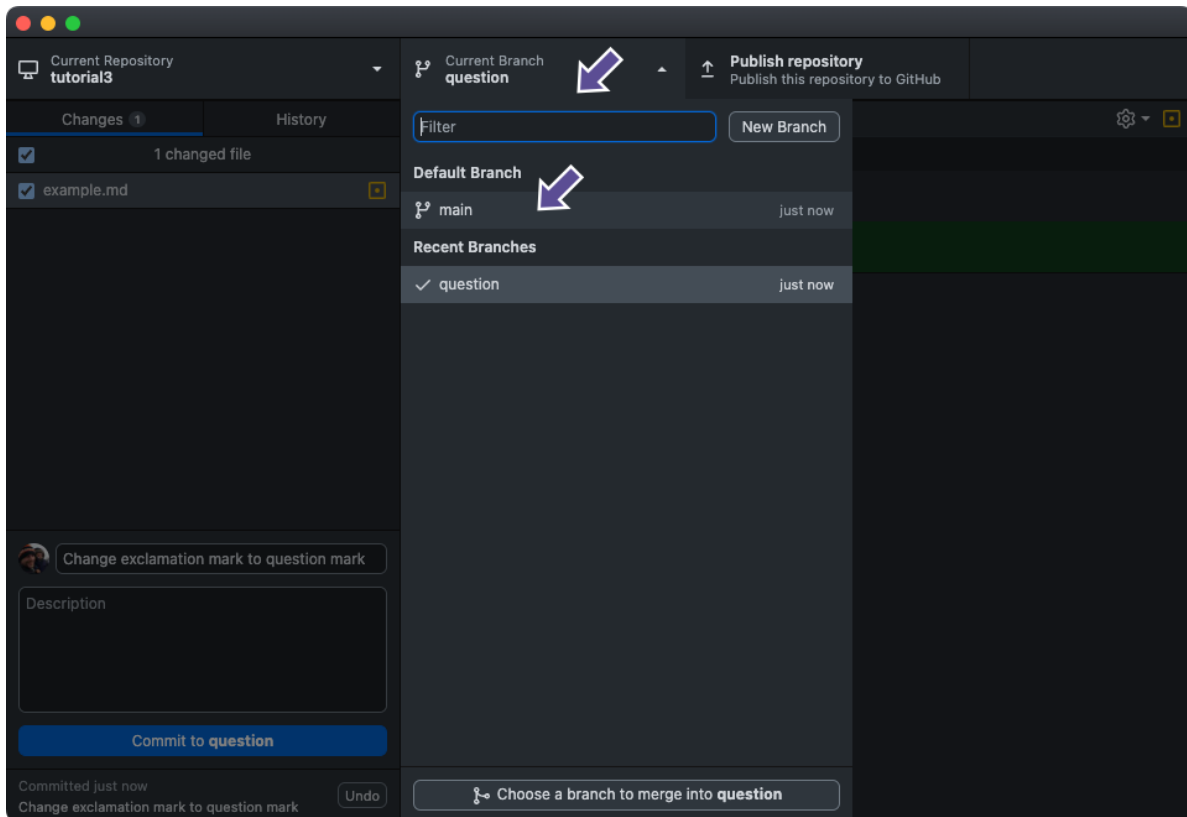 Current Repository
tutorial3
Current Branch
question
Publish repository
Publish this repository to GitHub
Changes 1
History
Filter
New Branch
1 changed file
example.md
Default Branch
main just now
Recent Branches
question just now
Change exclamation mark to question mark
Description
Commit to question
Committed just now
Change exclamation mark to question mark
Undo
Choose a branch to merge into question